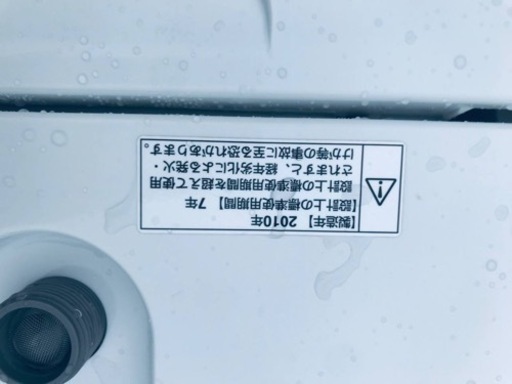 【製造年】2010年
【設計上の標準使用期間】7年
設計上の標準使用期間を超えて使用
されますと、経年劣化による発火・
けが等の事故に至る恐れがあります。